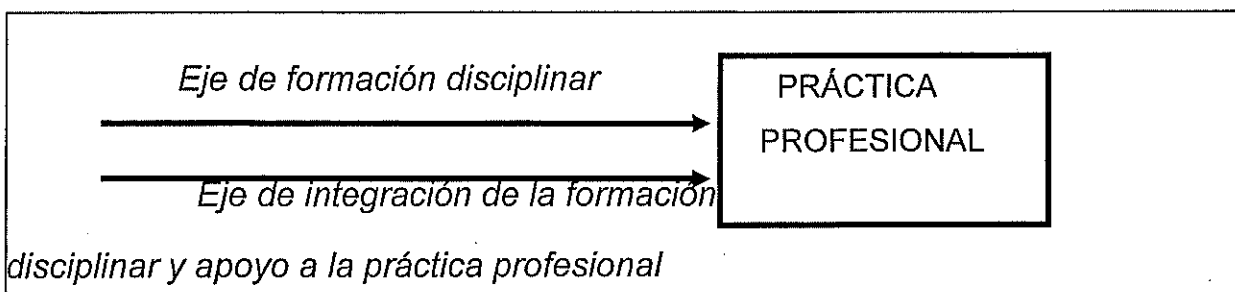 Eje de formación disciplinar
PRÁCTICA
PROFESIONAL
Eje de integración de la formación
disciplinar y apoyo a la práctica profesional